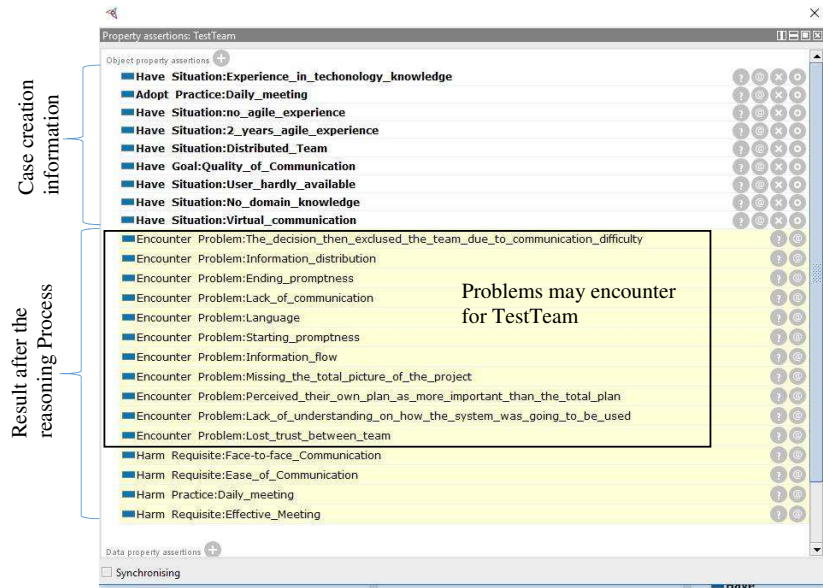 Property assertions: TestTeam
Object property assertions
Have Situation:Experience_in_techonology_knowledge
Adopt Practice:Daily_meeting
Have Situation:no_agile_experience
Have Situation:2_years_agile_experience
Have Situation:Distributed_Team
Have Goal:Quality_of_Communication
Have Situation:User_hardly_available
Have Situation:No_domain_knowledge
Have Situation:Virtual_communication
Case creation
information
Encounter Problem:The_decision_then_exclused_the_team_due_to_communication_difficulty
Encounter Problem:Information_distribution
Encounter Problem:Ending_promptness
Encounter Problem:Lack_of_communication
Encounter Problem:Language
Encounter Problem:Starting_promptness
Encounter Problem:Information_flow
Encounter Problem:Missing_the_total_picture_of_the_project
Encounter Problem:Perceived_their_own_plan_as_more_important_than_the_total_plan
Encounter Problem:Lack_of_understanding_on_how_the_system_was_going_to_be_used
Encounter Problem:Lost_trust_between_team
Problems may encounter
for TestTeam
Harm Requisite:Face-to-face_Communication
Harm Requisite:Ease_of_Communication
Harm Practice:Daily_meeting
Harm Requisite:Effective_Meeting
Result after the
reasoning Process
Data property assertions
Synchronising
Have